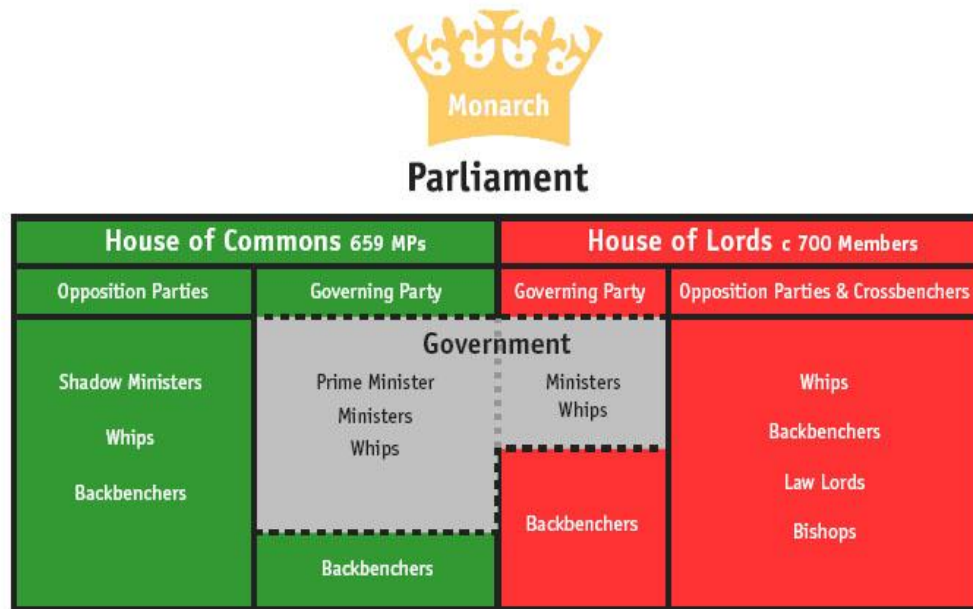 Monarch
Parliament
House of Commons 659 MPs
House of Lords c 700 Members
Opposition Parties
Governing Party
Governing Party
Opposition Parties & Crossbenchers
Shadow Ministers
Whips
Backbenchers
Government
Prime Minister
Ministers
Whips
Backbenchers
Ministers
Whips
Backbenchers
Whips
Backbenchers
Law Lords
Bishops